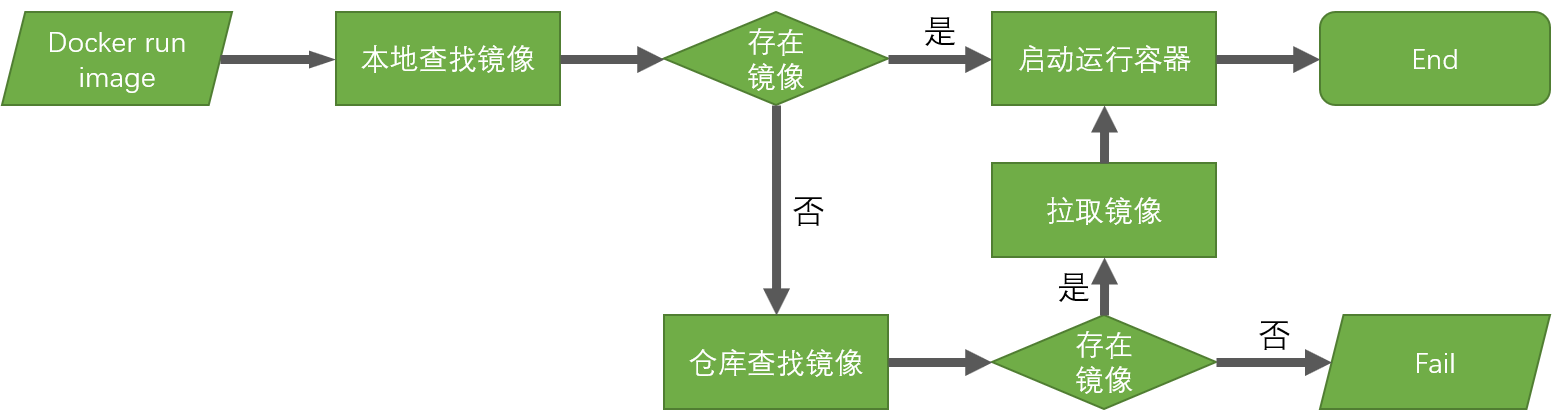 Docker run
image
本地查找镜像
存在
镜像
是
启动运行容器
End
否
拉取镜像
是
仓库查找镜像
存在
镜像
否
Fail